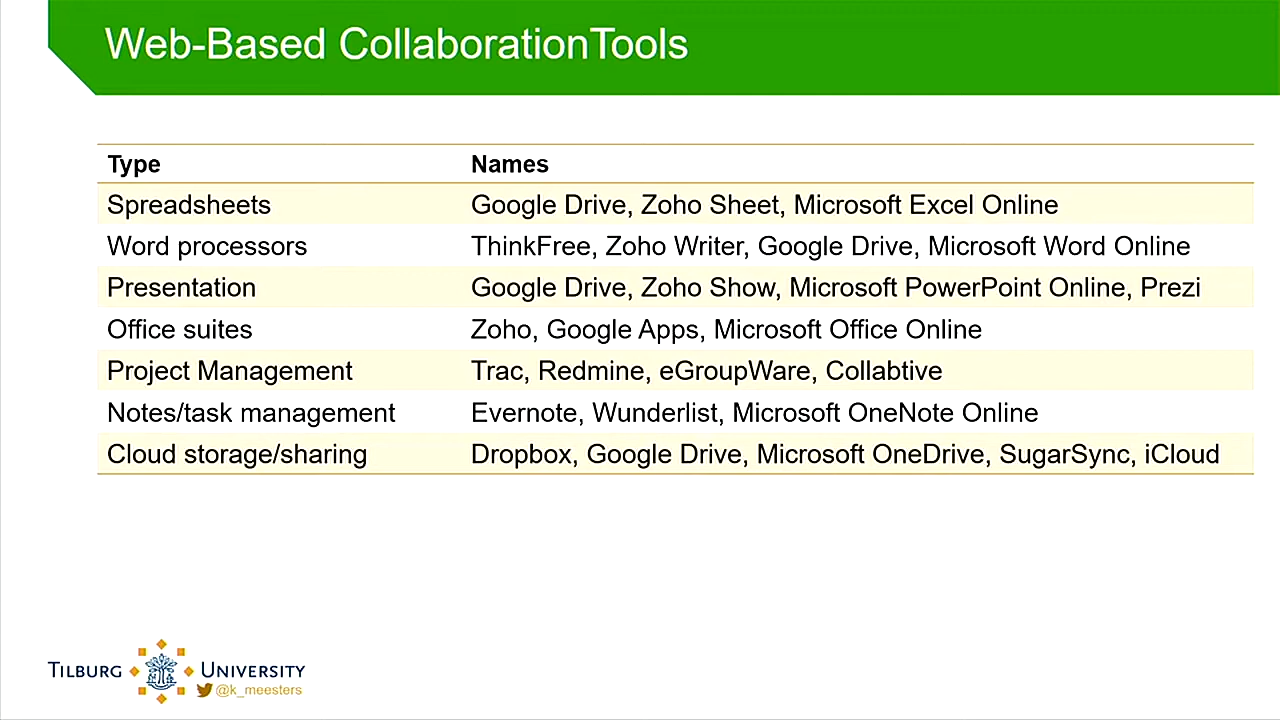 Web-Based CollaborationTools
Type Names
Spreadsheets Google Drive, Zoho Sheet, Microsoft Excel Online
Word processors ThinkFree, Zoho Writer, Google Drive, Microsoft Word Online
Presentation Google Drive, Zoho Show, Microsoft PowerPoint Online, Prezi
Office suites Zoho, Google Apps, Microsoft Office Online
Project Management Trac, Redmine, eGroupWare, Collabtive
Notes/task management Evernote, Wunderlist, Microsoft OneNote Online
Cloud storage/sharing Dropbox, Google Drive, Microsoft OneDrive, SugarSync, iCloud
TILBURG UNIVERSITY
@k_meesters